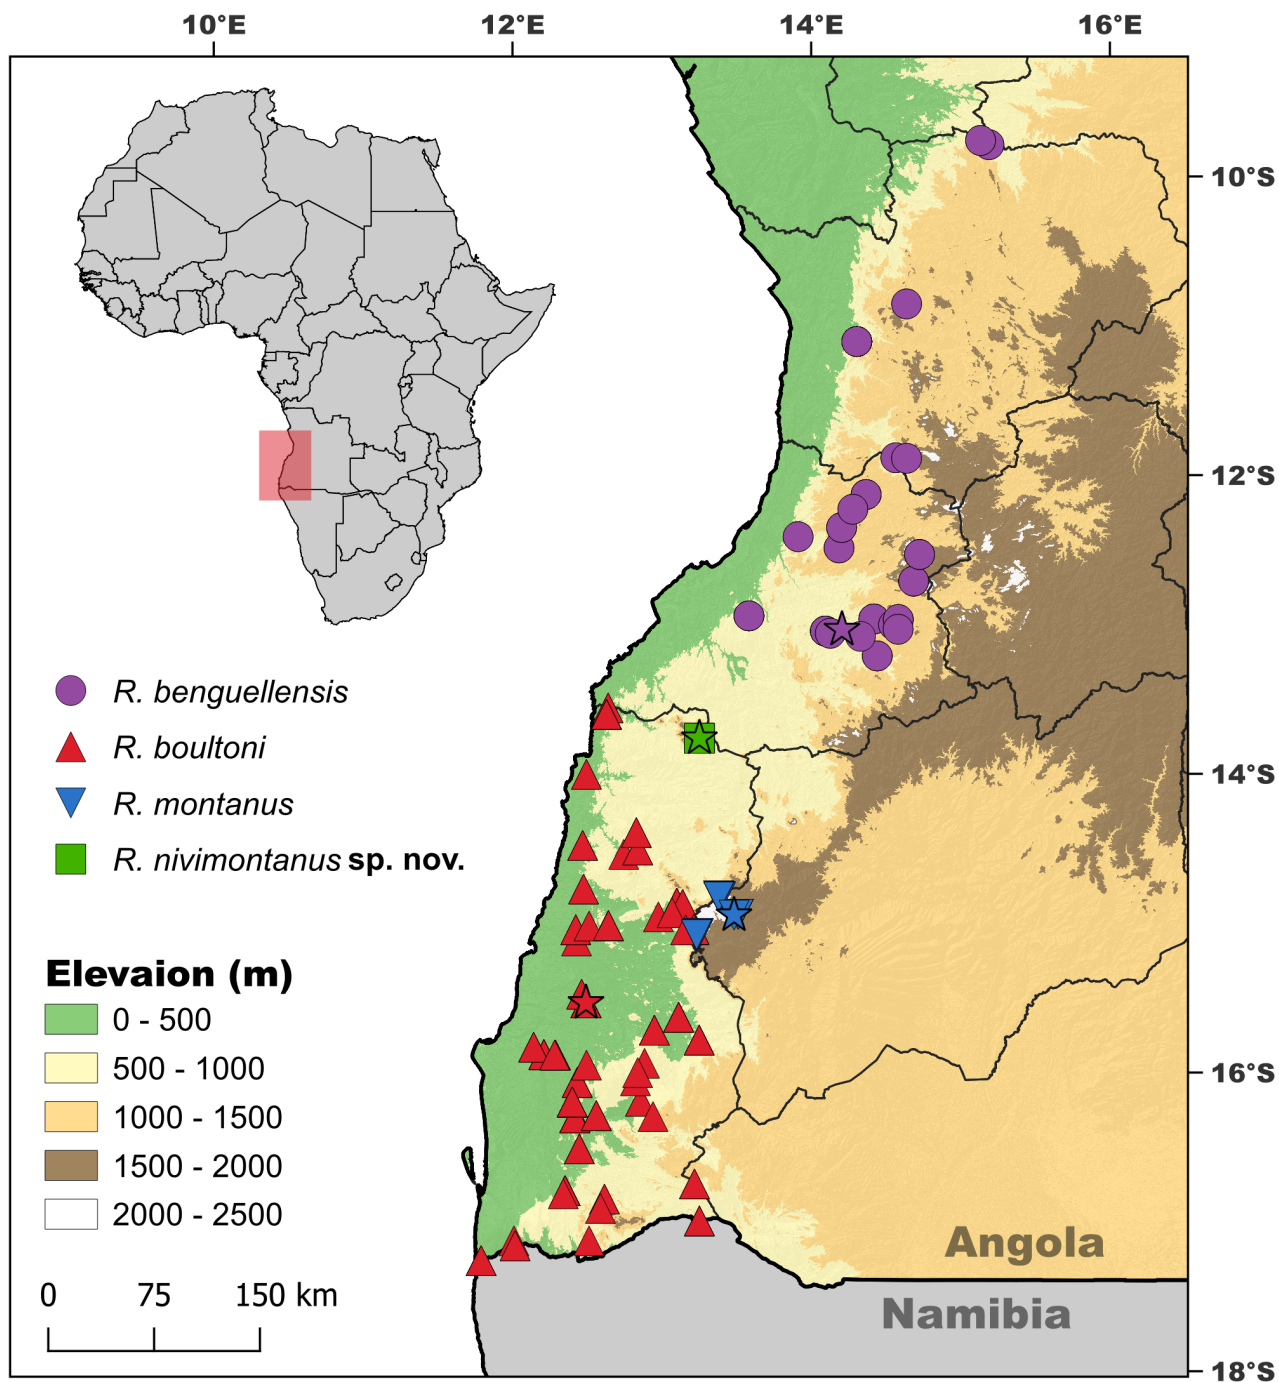 10°E 12°E 14°E 16°E
10°S
12°S
R. benguellensis
R. boultoni
14°S
R. montanus
R. nivimontanus sp. nov.
Elevaion (m)
0 - 500
500 - 1000
16°S
1000 - 1500
1500 - 2000
2000 - 2500
Angola
0 75 150 km
Namibia
18°S